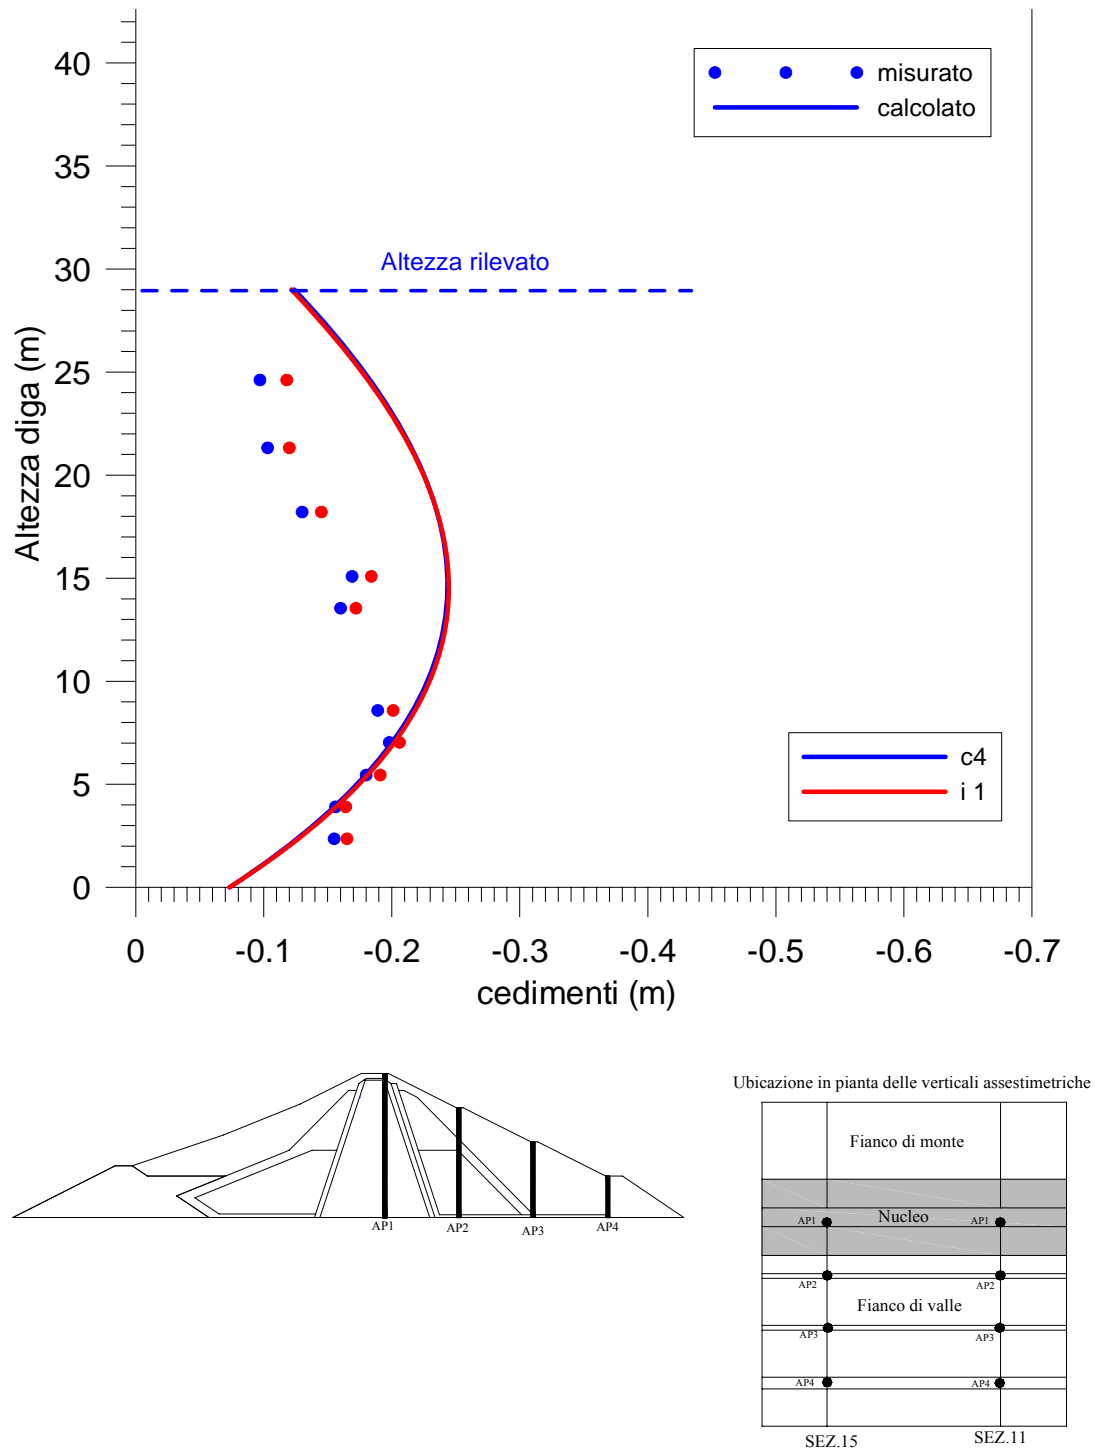 40
35
30
25
20
15
10
5
0
Altezza diga (m)
misurato
calcolato
Altezza rilevato
c4
i 1
0 -0.1 -0.2 -0.3 -0.4 -0.5 -0.6 -0.7
cedimenti (m)
AP1 AP2 AP3 AP4
Ubicazione in pianta delle verticali assestimetriche
Fianco di monte
AP1 Nucleo AP1
AP2 AP2
Fianco di valle
AP3 AP3
AP4 AP4
SEZ.15 SEZ.11